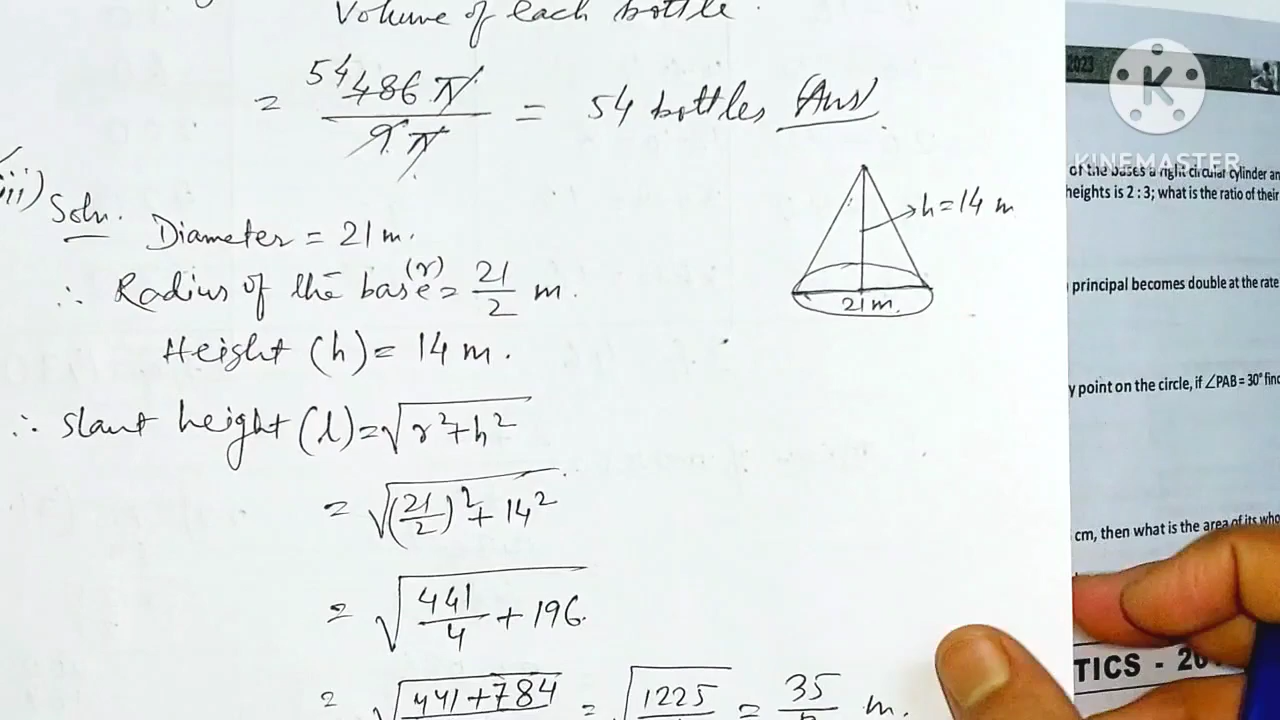 Volume of each bottle.
= 54 486 π / 9 π = 54 bottles Ans
ii) Soln.
Diameter = 21 m.
∴ Radius of the base (r) = 21/2 m.
Height (h) = 14 m.
∴ Slant height (l) = √(r² + h²)
= √((21/2)² + 14²)
= √(441/4 + 196)
= √(441 + 784 = √(1225 = 35 m.
h = 14 m
21 m.
2023
K
KINEMASTER
of the bases a right circular cylinder an
heights is 2 : 3; what is the ratio of their
principal becomes double at the rate
y point on the circle, if ∠PAB = 30° find
cm, then what is the area of its who
TICS - 20